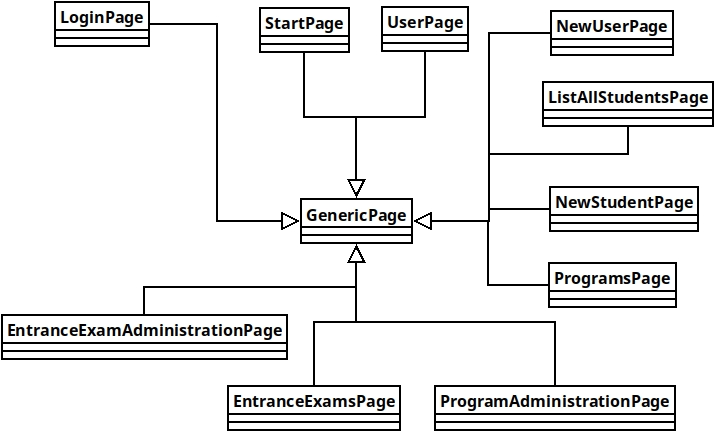 LoginPage
StartPage
UserPage
NewUserPage
ListAllStudentsPage
NewStudentPage
GenericPage
ProgramsPage
EntranceExamAdministrationPage
EntranceExamsPage
ProgramAdministrationPage